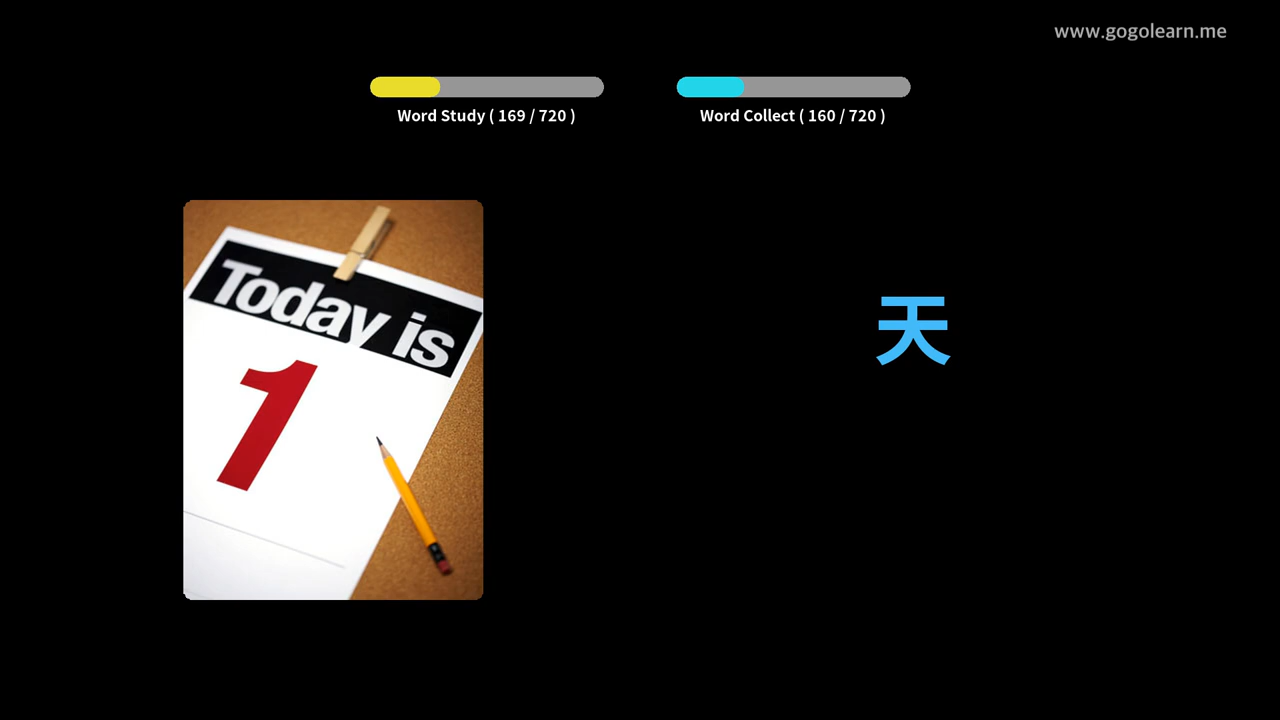 www.gogolearn.me
Word Study ( 169 / 720 )
Word Collect ( 160 / 720 )
Today is
1
天